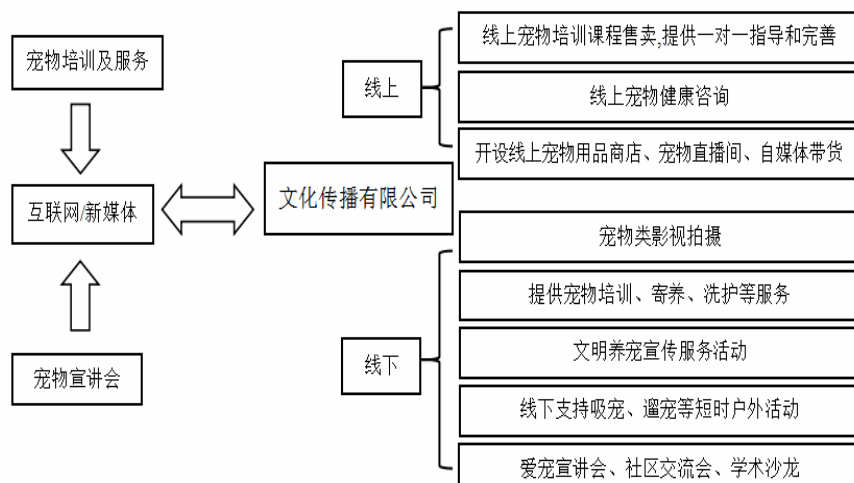 宠物培训及服务
互联网/新媒体
宠物宣讲会
文化传播有限公司
线上
线上宠物培训课程售卖,提供一对一指导和完善
线上宠物健康咨询
开设线上宠物用品商店、宠物直播间、自媒体带货
线下
宠物类影视拍摄
提供宠物培训、寄养、洗护等服务
文明养宠宣传服务活动
线下支持吸宠、遛宠等短时户外活动
爱宠宣讲会、社区交流会、学术沙龙